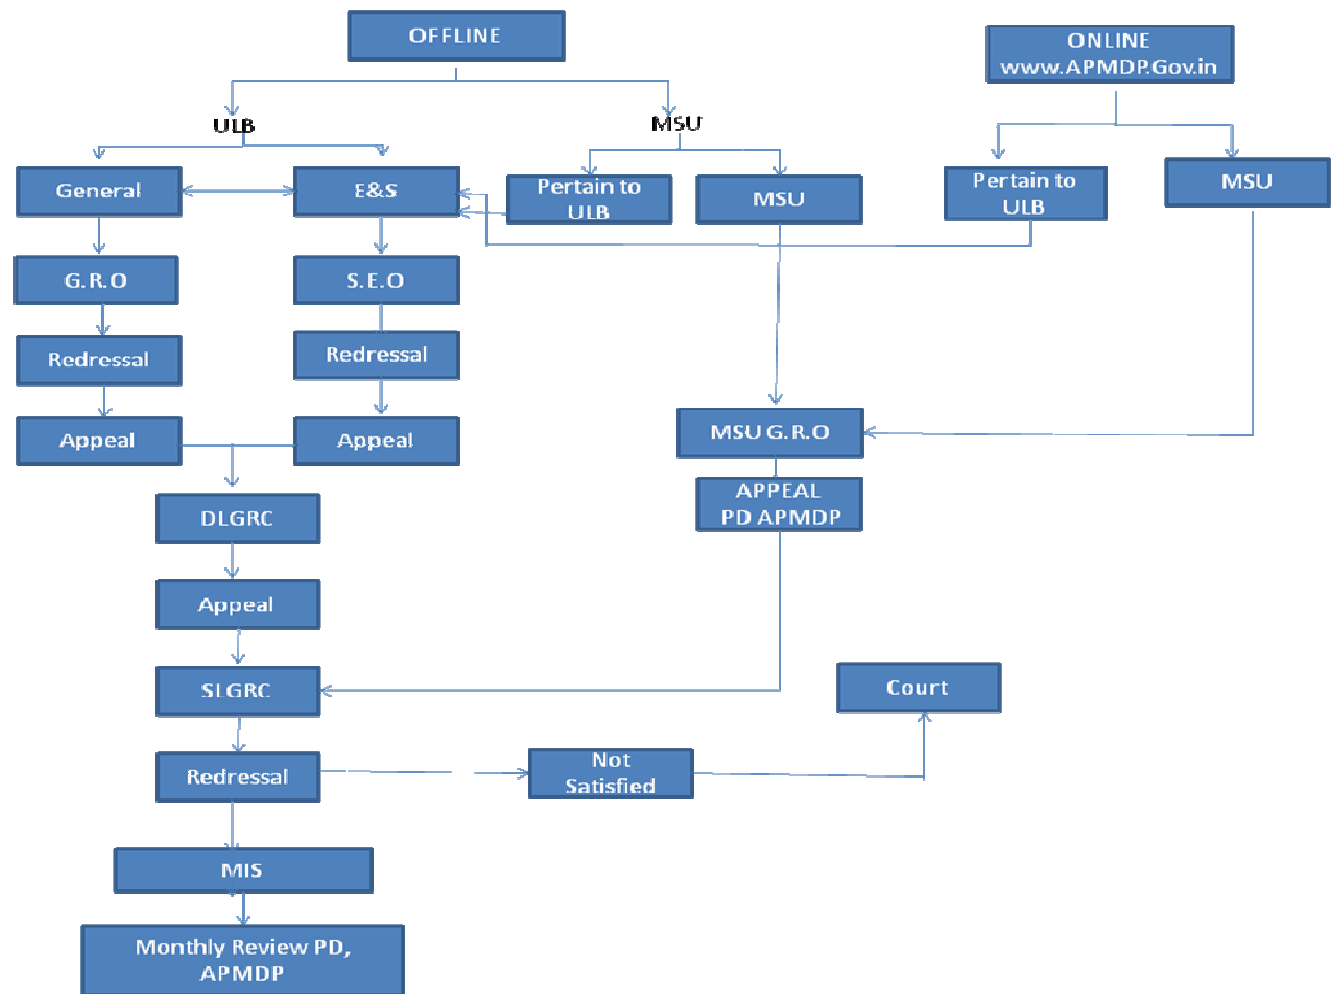 OFFLINE
ONLINE
www.APMDP.Gov.in
ULB
MSU
General
E&S
Pertain to
ULB
MSU
Pertain to
ULB
MSU
G.R.O
S.E.O
Redressal
Redressal
Appeal
Appeal
MSU G.R.O
DLGRC
APPEAL
PD APMDP
Appeal
SLGRC
Court
Redressal
Not
Satisfied
MIS
Monthly Review PD,
APMDP